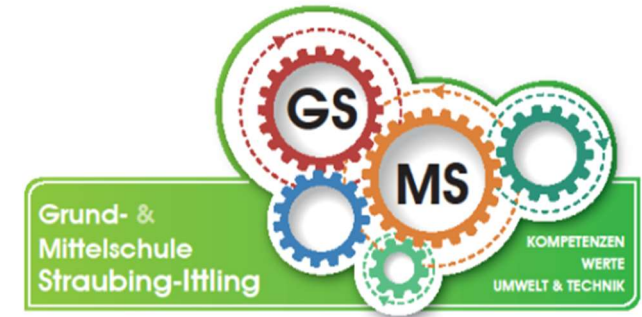 GS
MS
Grund- &
Mittelschule
Straubing-Ittling
KOMPETENZEN
WERTE
UMWELT & TECHNIK